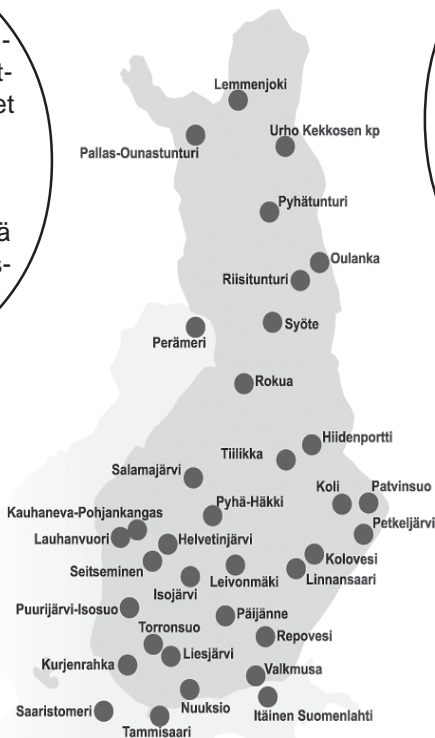 -
t-
et
ä
s-
Lemmenjoki
Urho Kekkosen kp
Pallas-Ounastunturi
Pyhätunturi
Oulanka
Riisitunturi
Syöte
Perämeri
Rokua
Hiidenportti
Tiilikka
Salamajärvi
Koli
Patvinsuo
Pyhä-Häkki
Kauhaneva-Pohjankangas
Petkeljärvi
Lauhanvuori
Helvetinjärvi
Kolovesi
Seitseminen
Leivonmäki
Linnansaari
Isojärvi
Puurijärvi-Isosuo
Päijänne
Torronsuo
Repovesi
Liesjärvi
Kurjenrahka
Valkmusa
Nuuksio
Saaristomeri
Itäinen Suomenlahti
Tammisaari